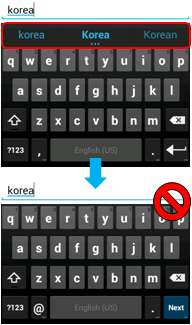 korea
korea Korea Korean
q w e r t y u i o p
a s d f g h j k l
z x c v b n m
?123 , English (US) .
korea
q w e r t y u i o p
a s d f g h j k l
z x c v b n m
?123 @ English (US) . Next